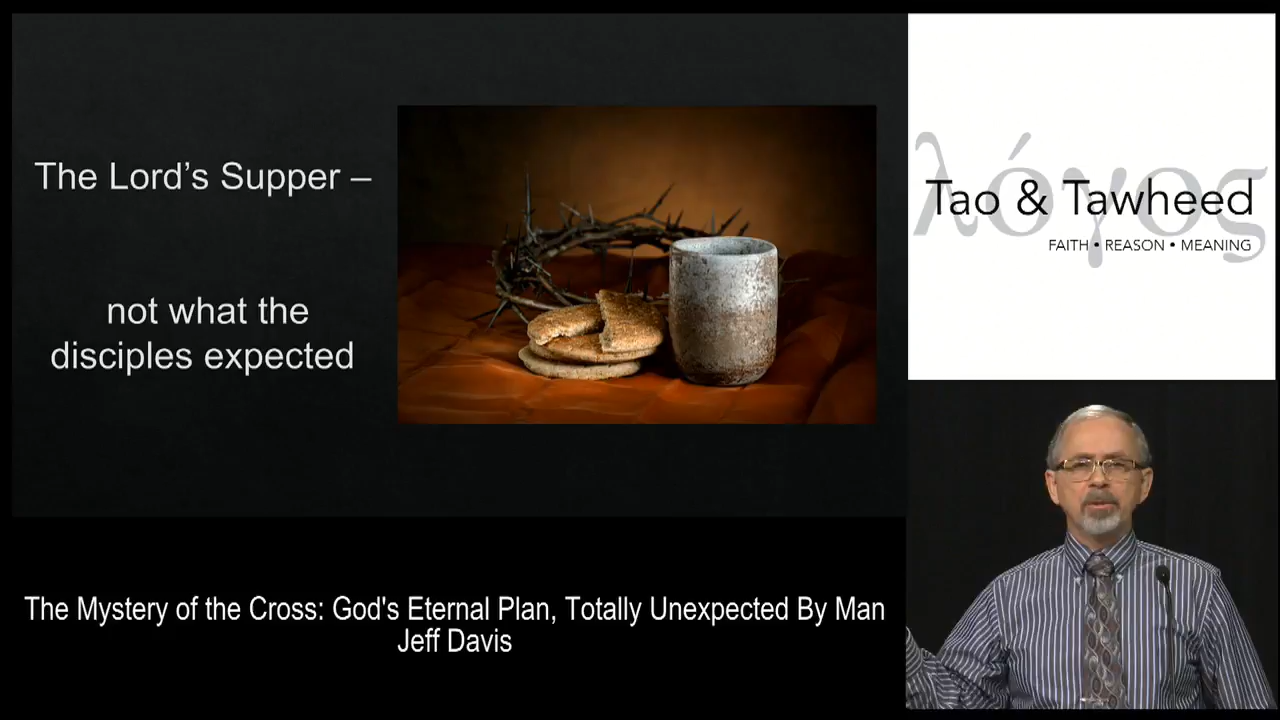 The Lord’s Supper –
not what the
disciples expected
λόγος
Tao & Tawheed
FAITH • REASON • MEANING
The Mystery of the Cross: God's Eternal Plan, Totally Unexpected By Man
Jeff Davis